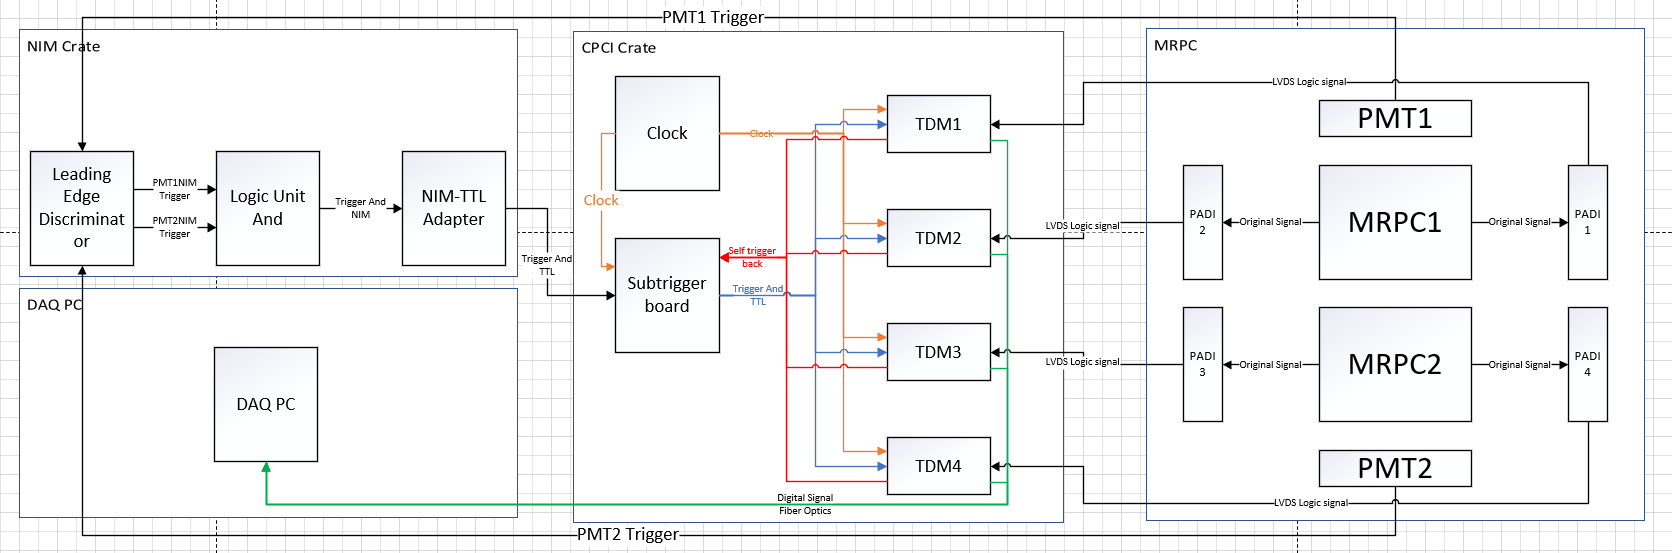 PMT1 Trigger
NIM Crate
CPCI Crate
MRPC
LVDS Logic signal
Clock
Clock
TDM1
PMT1
Leading
Edge
Discriminat
or
PMT1NIM
Trigger
PMT2NIM
Trigger
Logic Unit
And
Trigger And
NIM
NIM-TTL
Adapter
Clock
Trigger And
TTL
Subtrigger
board
Self trigger
back
Trigger And
TTL
TDM2
LVDS Logic signal
PADI
2
Original Signal
MRPC1
Original Signal
PADI
1
DAQ PC
DAQ PC
TDM3
LVDS Logic signal
PADI
3
Original Signal
MRPC2
Original Signal
PADI
4
TDM4
PMT2
Digital Signal
Fiber Optics
LVDS Logic signal
PMT2 Trigger